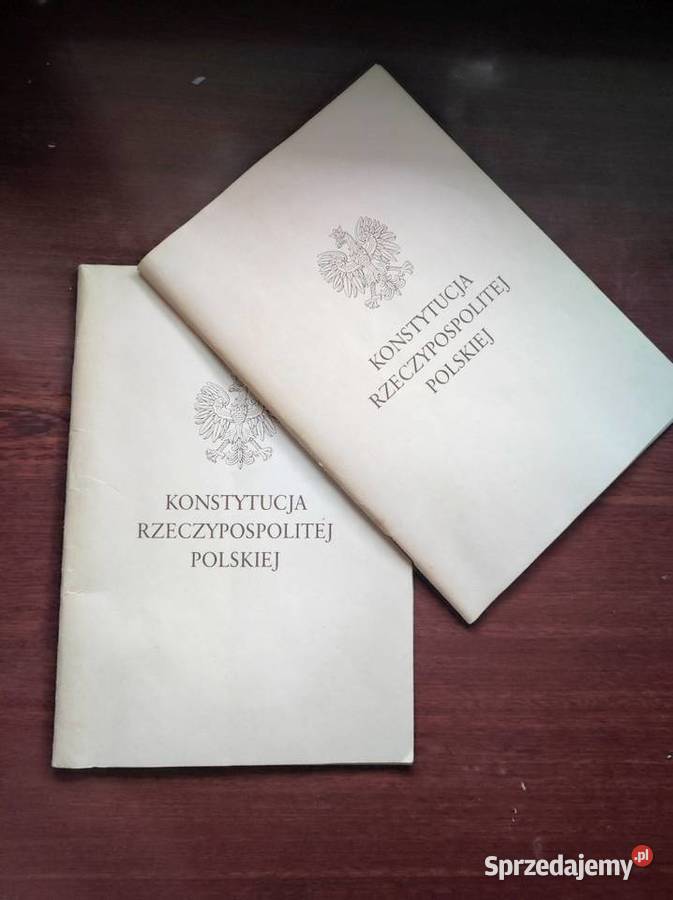 KONSTYTUCJA
RZECZYPOSPOLITEJ
POLSKIEJ
KONSTYTUCJA
RZECZYPOSPOLITEJ
POLSKIEJ
Sprzedajemy.pl